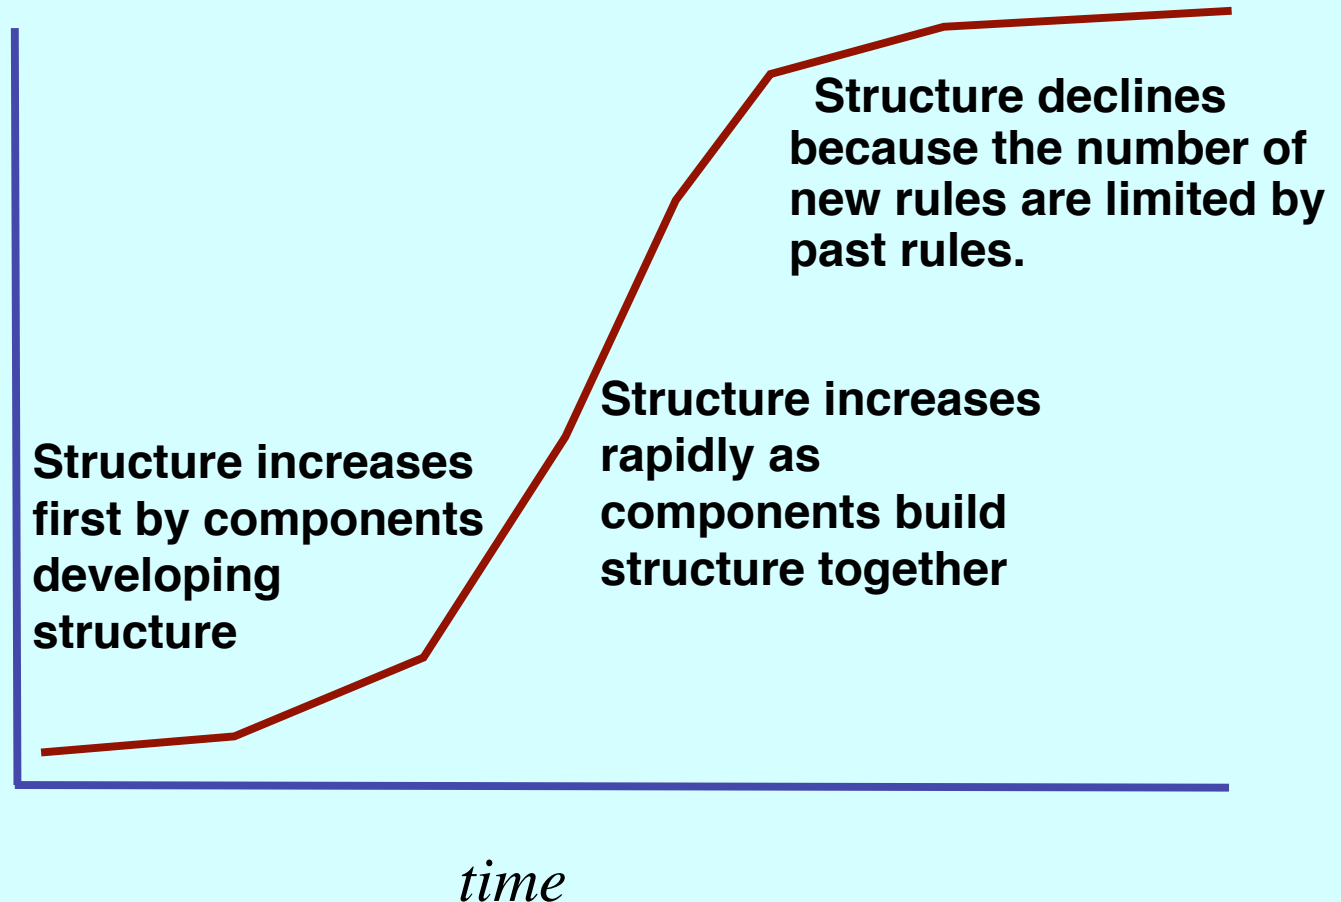 Structure declines
because the number of
new rules are limited by
past rules.
Structure increases
rapidly as
components build
structure together
Structure increases
first by components
developing
structure
time